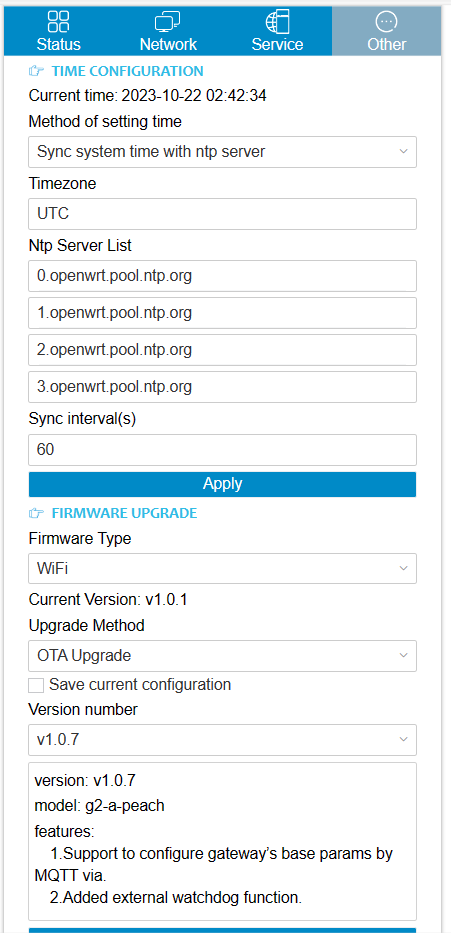 Status Network Service Other
TIME CONFIGURATION
Current time: 2023-10-22 02:42:34
Method of setting time
Sync system time with ntp server
Timezone
UTC
Ntp Server List
0.openwrt.pool.ntp.org
1.openwrt.pool.ntp.org
2.openwrt.pool.ntp.org
3.openwrt.pool.ntp.org
Sync interval(s)
60
Apply
FIRMWARE UPGRADE
Firmware Type
WiFi
Current Version: v1.0.1
Upgrade Method
OTA Upgrade
Save current configuration
Version number
v1.0.7
version: v1.0.7
model: g2-a-peach
features:
1.Support to configure gateway’s base params by
MQTT via.
2.Added external watchdog function.